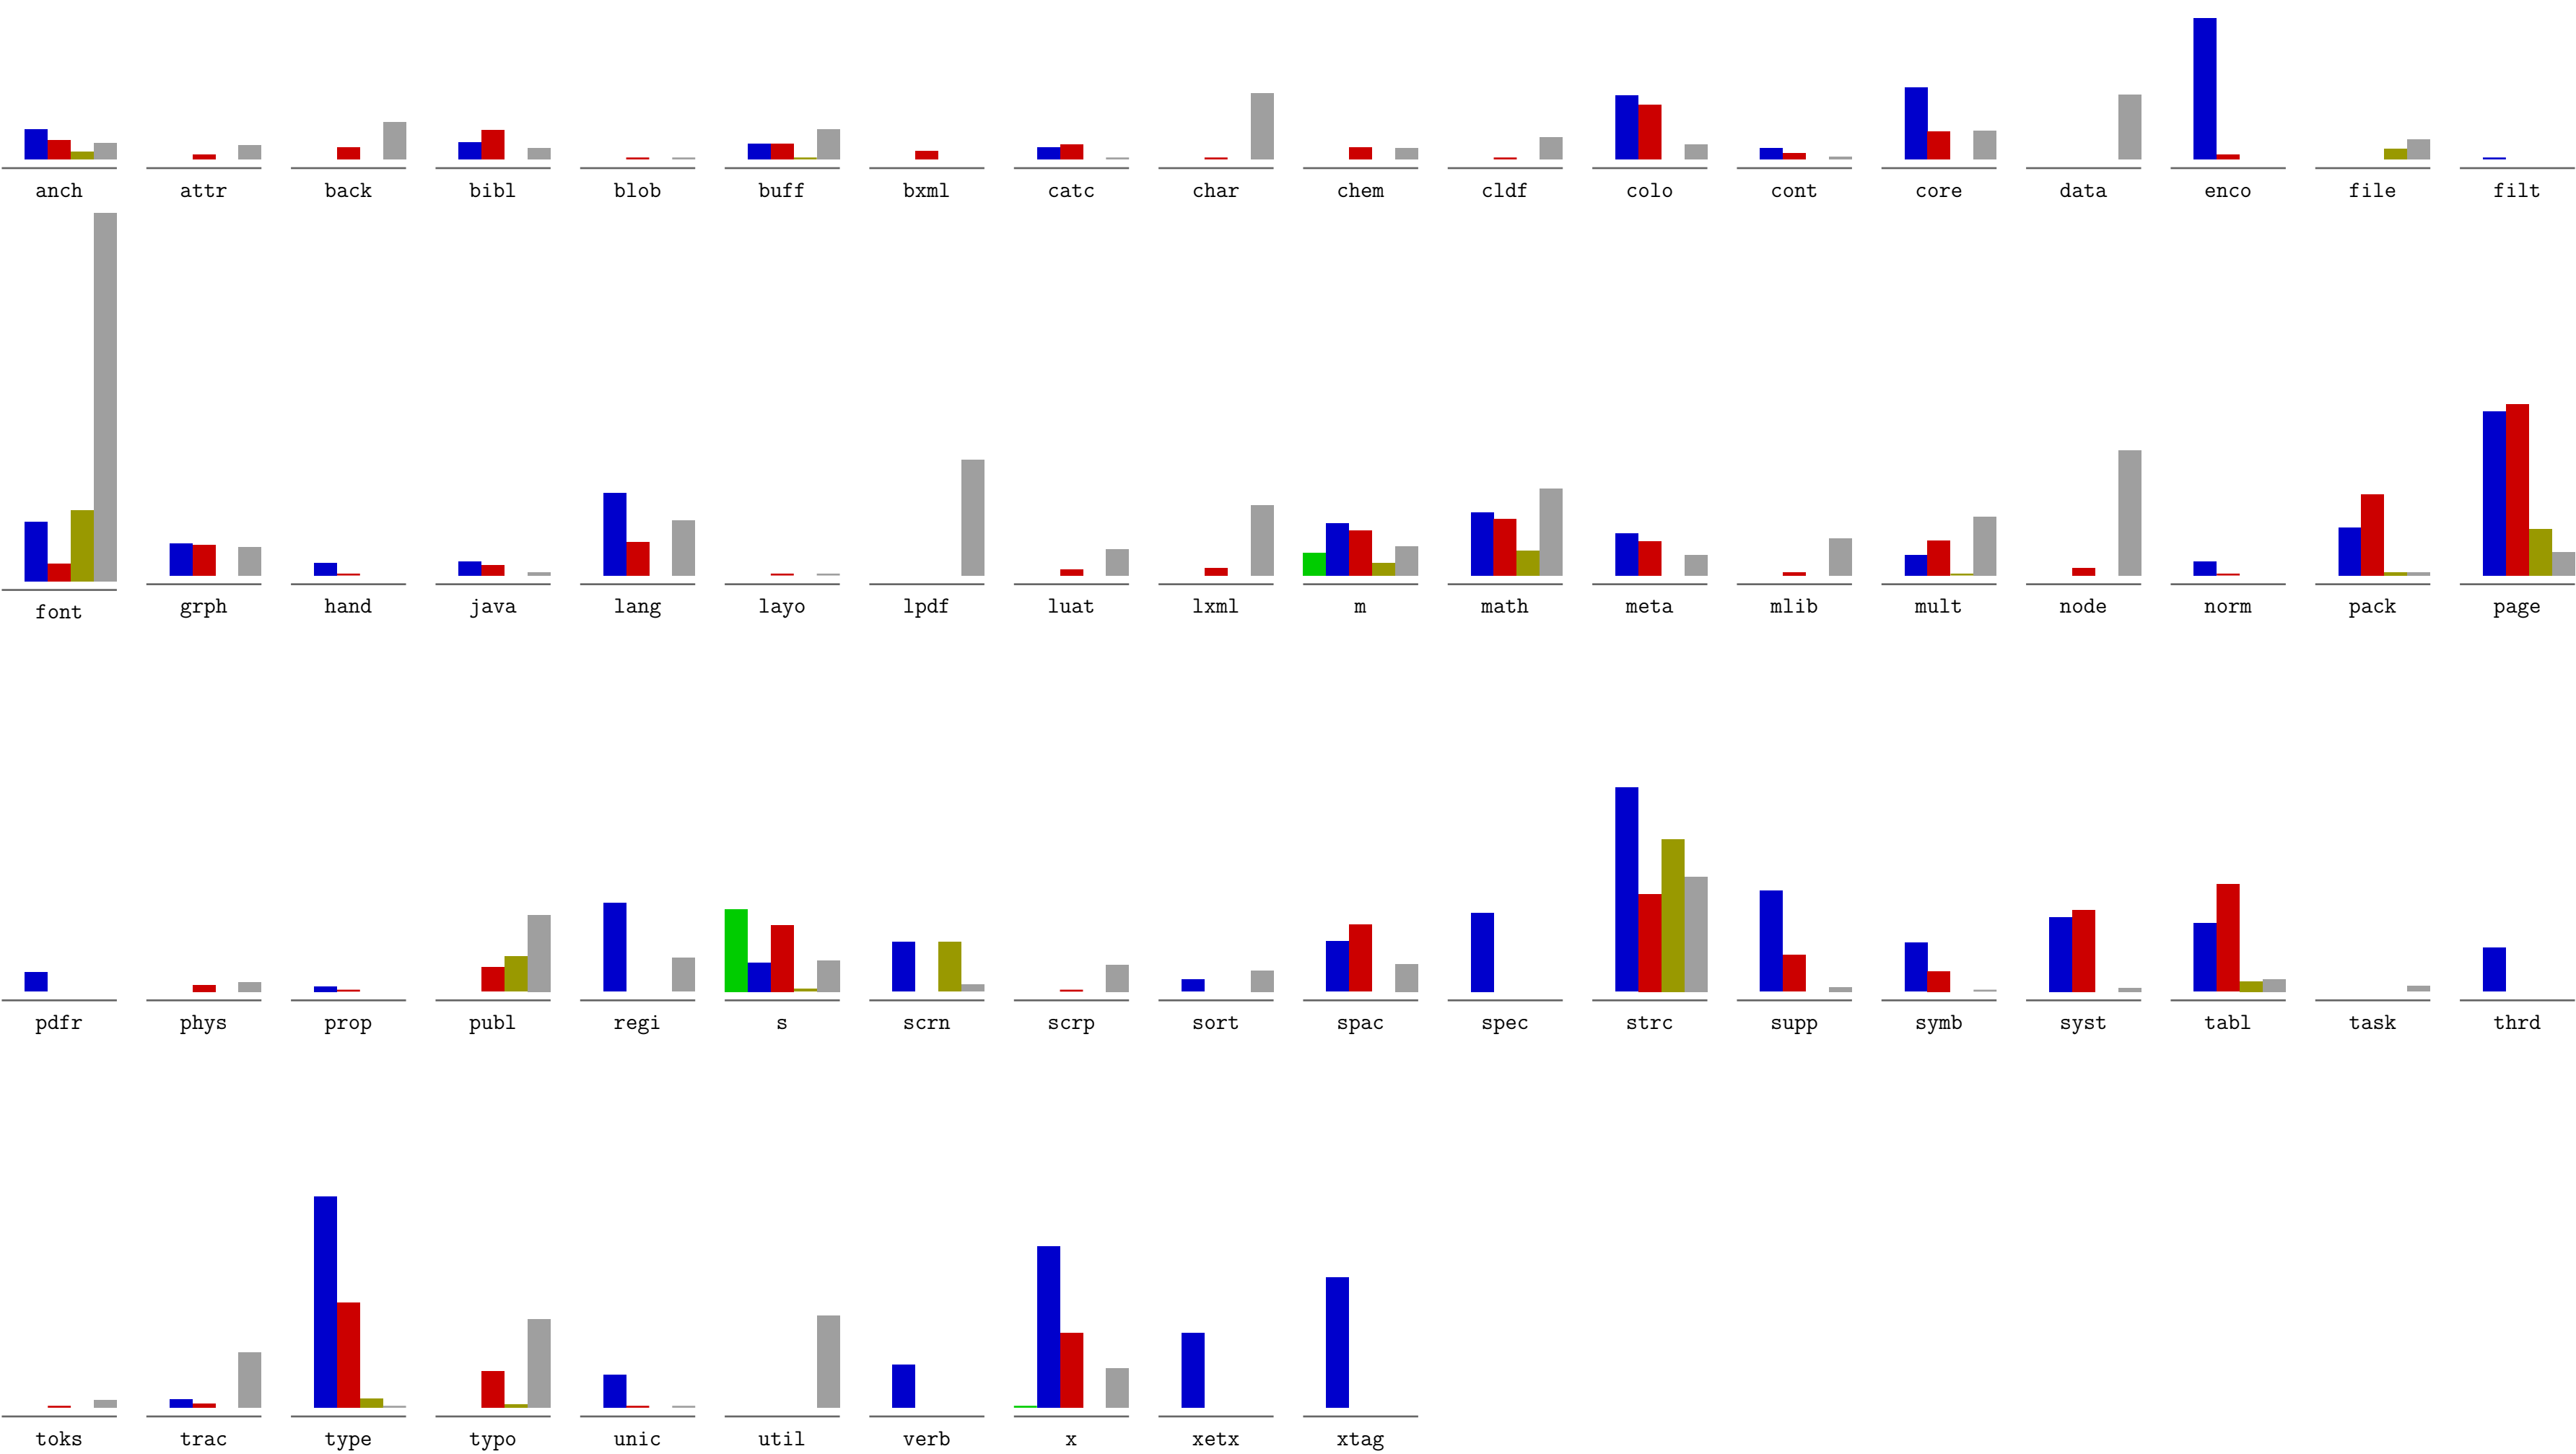 anch attr back bibl blob buff bxml catc char chem cldf colo cont core data enco file filt
font grph hand java lang layo lpdf luat lxml m math meta mlib mult node norm pack page
pdfr phys prop publ regi s scrn scrp sort spac spec strc supp symb syst tabl task thrd
toks trac type typo unic util verb x xetx xtag